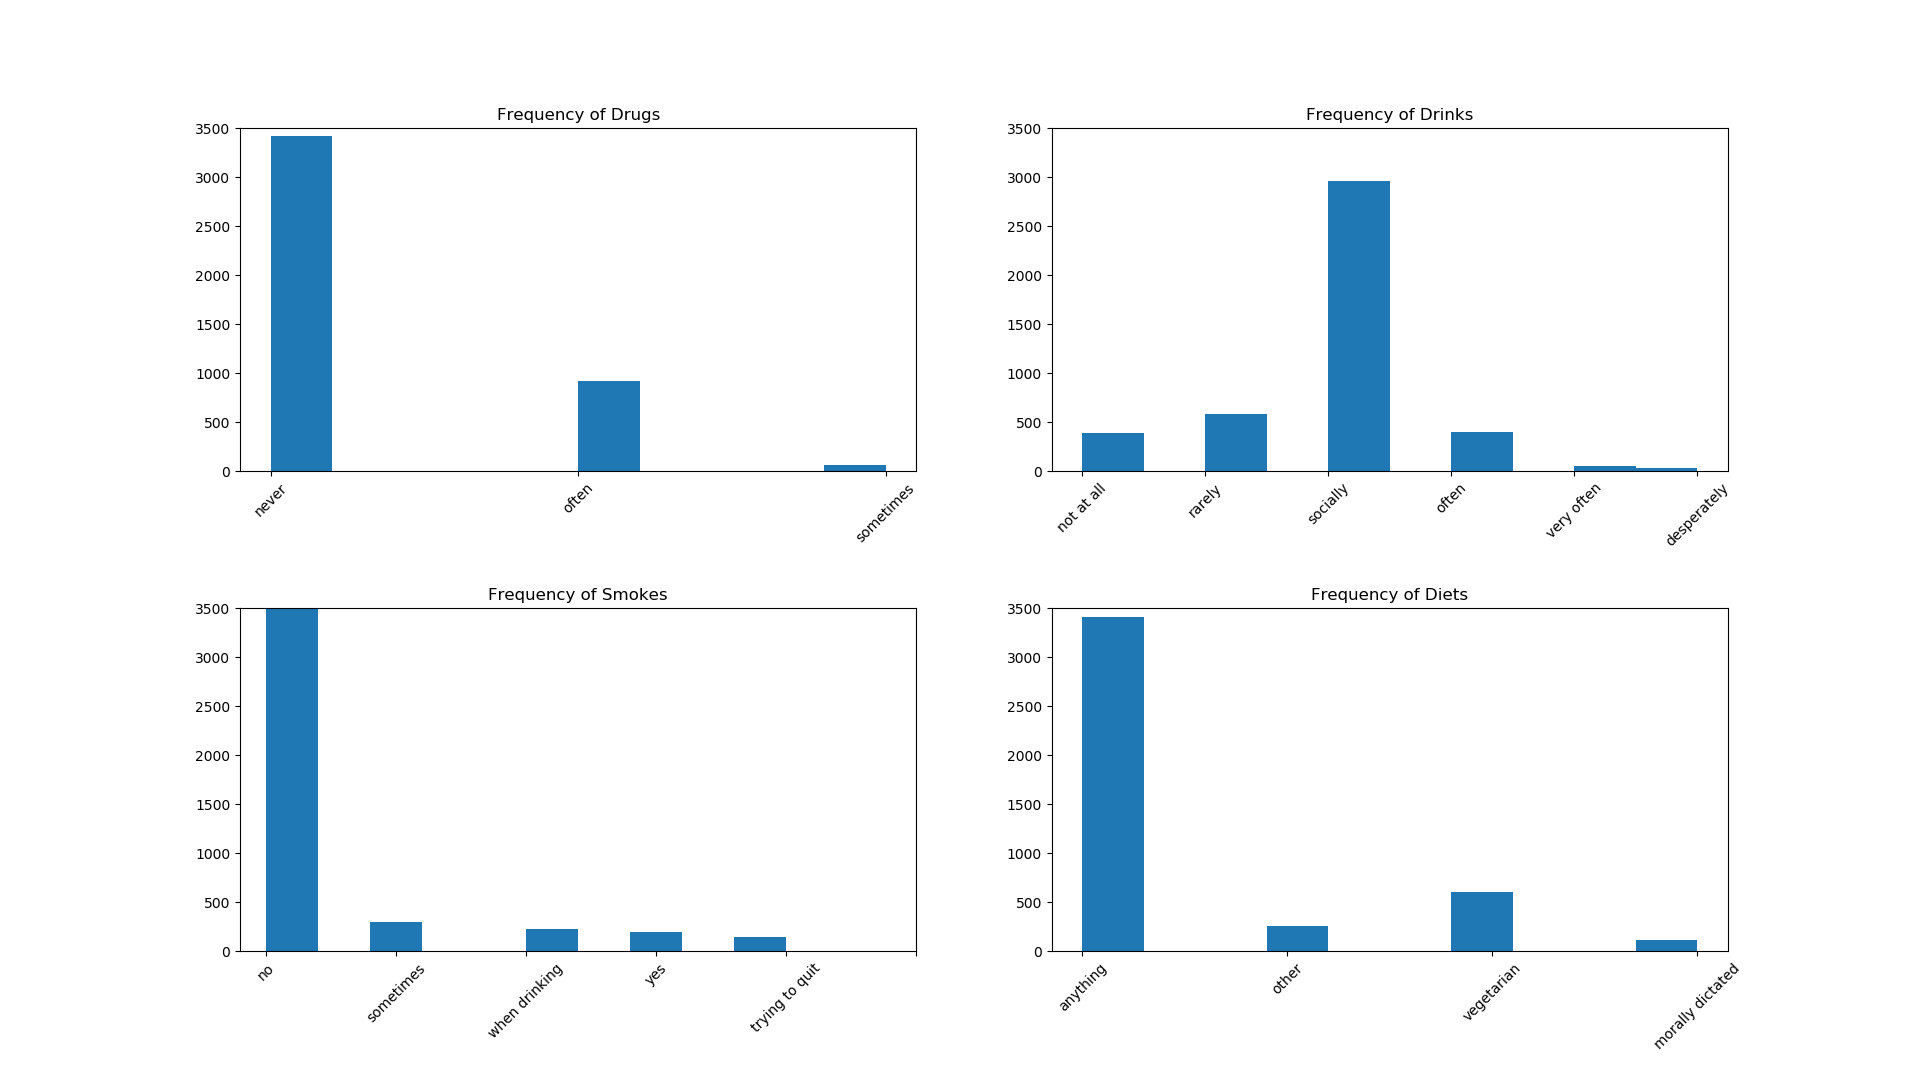 Frequency of Drugs
3500
3000
2500
2000
1500
1000
500
0
never
often
sometimes
Frequency of Drinks
3500
3000
2500
2000
1500
1000
500
0
not at all
rarely
socially
often
very often
desperately
Frequency of Smokes
3500
3000
2500
2000
1500
1000
500
0
no
sometimes
when drinking
yes
trying to quit
Frequency of Diets
3500
3000
2500
2000
1500
1000
500
0
anything
other
vegetarian
morally dictated